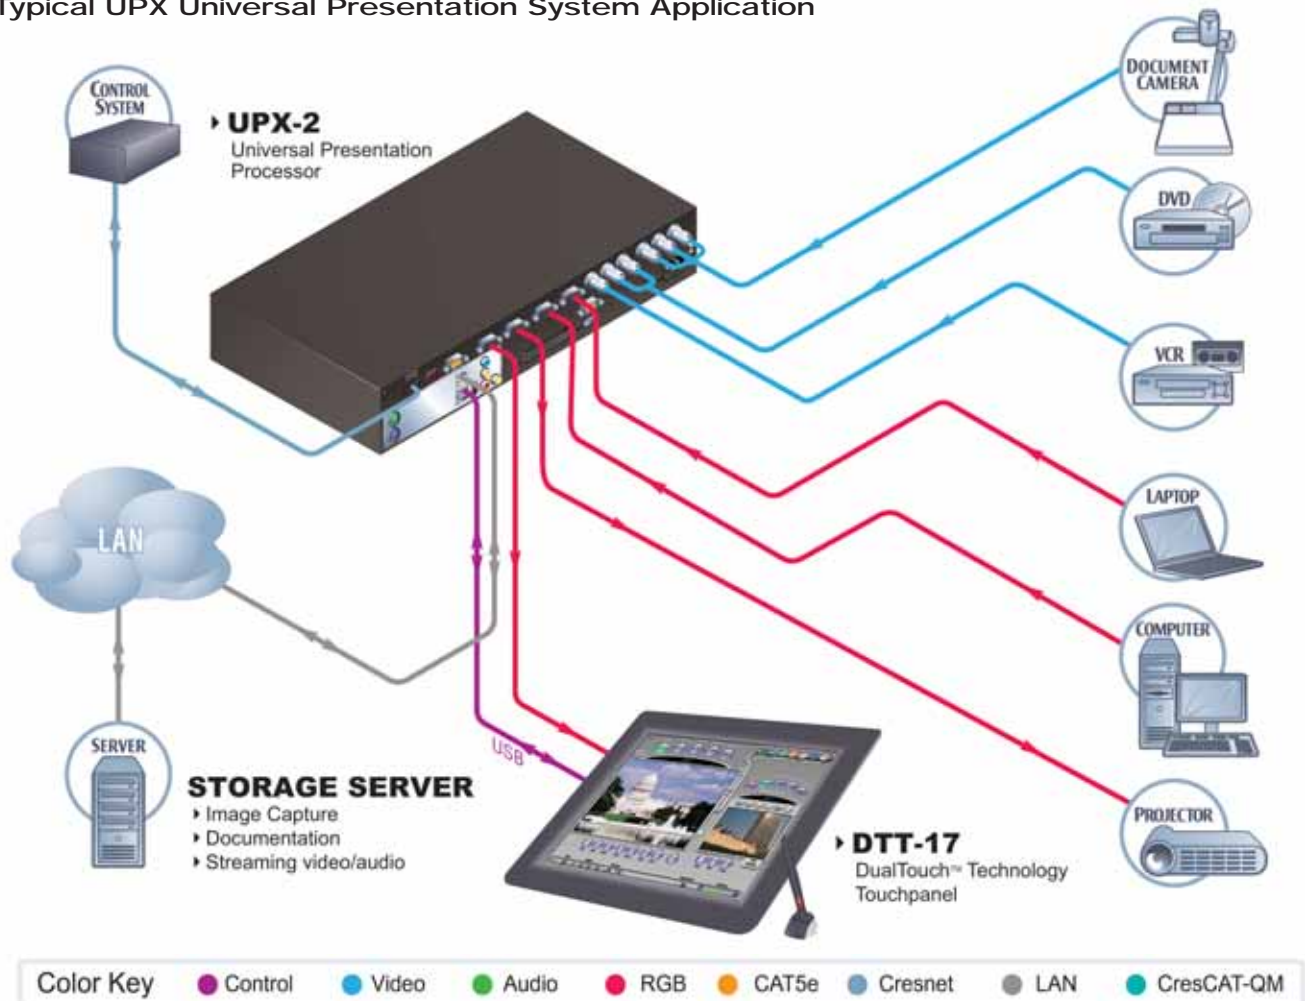 Typical UPX Universal Presentation System Application
CONTROL
SYSTEM
UPX-2
Universal Presentation
Processor
DOCUMENT
CAMERA
DVD
VCR
LAPTOP
LAN
COMPUTER
USB
SERVER
STORAGE SERVER
Image Capture
Documentation
Streaming video/audio
PROJECTOR
DTT-17
DualTouch™ Technology
Touchpanel
Color Key Control Video Audio RGB CAT5e Cresnet LAN CresCAT-QM